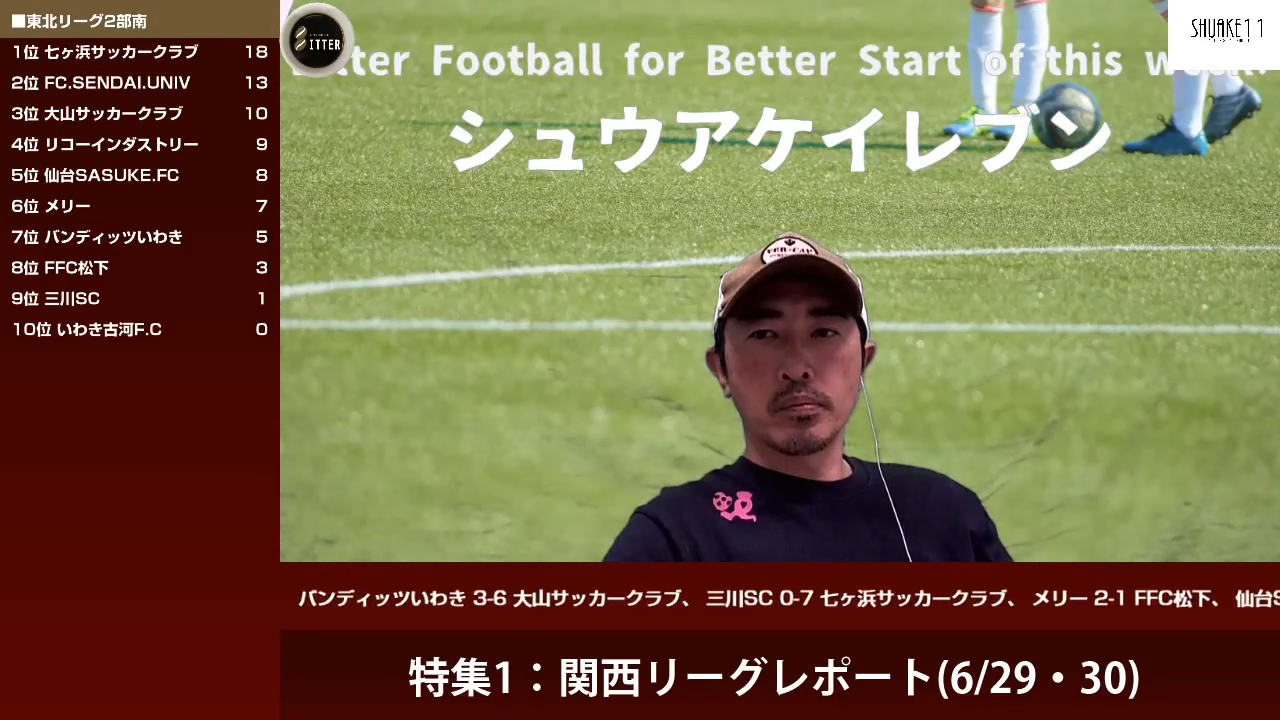 ■東北リーグ2部南
1位 七ヶ浜サッカークラブ 18
2位 FC.SENDAI.UNIV 13
3位 大山サッカークラブ 10
4位 リコーインダストリー 9
5位 仙台SASUKE.FC 8
6位 メリー 7
7位 バンディッツいわき 5
8位 FFC松下 3
9位 三川SC 1
10位 いわき古河F.C 0
ITTER
SHUAKE11
Football for Better Start of this
シュウアケイレブン
バンディッツいわき 3-6 大山サッカークラブ、 三川SC 0-7 七ヶ浜サッカークラブ、 メリー 2-1 FFC松下、 仙台S
特集1：関西リーグレポート(6/29・30)